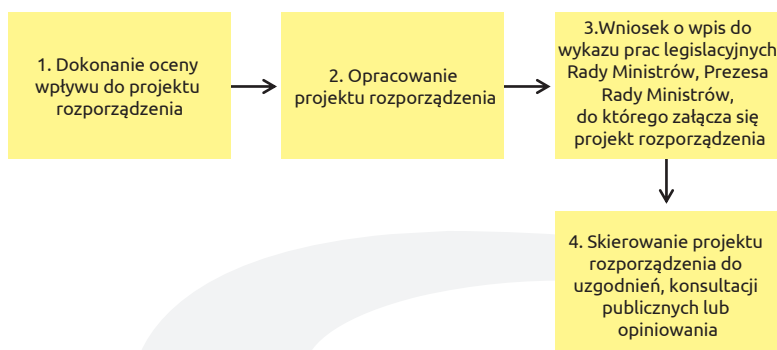 1. Dokonanie oceny
wpływu do projektu
rozporządzenia
2. Opracowanie
projektu rozporządzenia
3.Wniosek o wpis do
wykazu prac legislacyjnych
Rady Ministrów, Prezesa
Rady Ministrów,
do którego załącza się
projekt rozporządzenia
4. Skierowanie projektu
rozporządzenia do
uzgodnień, konsultacji
publicznych lub
opiniowania